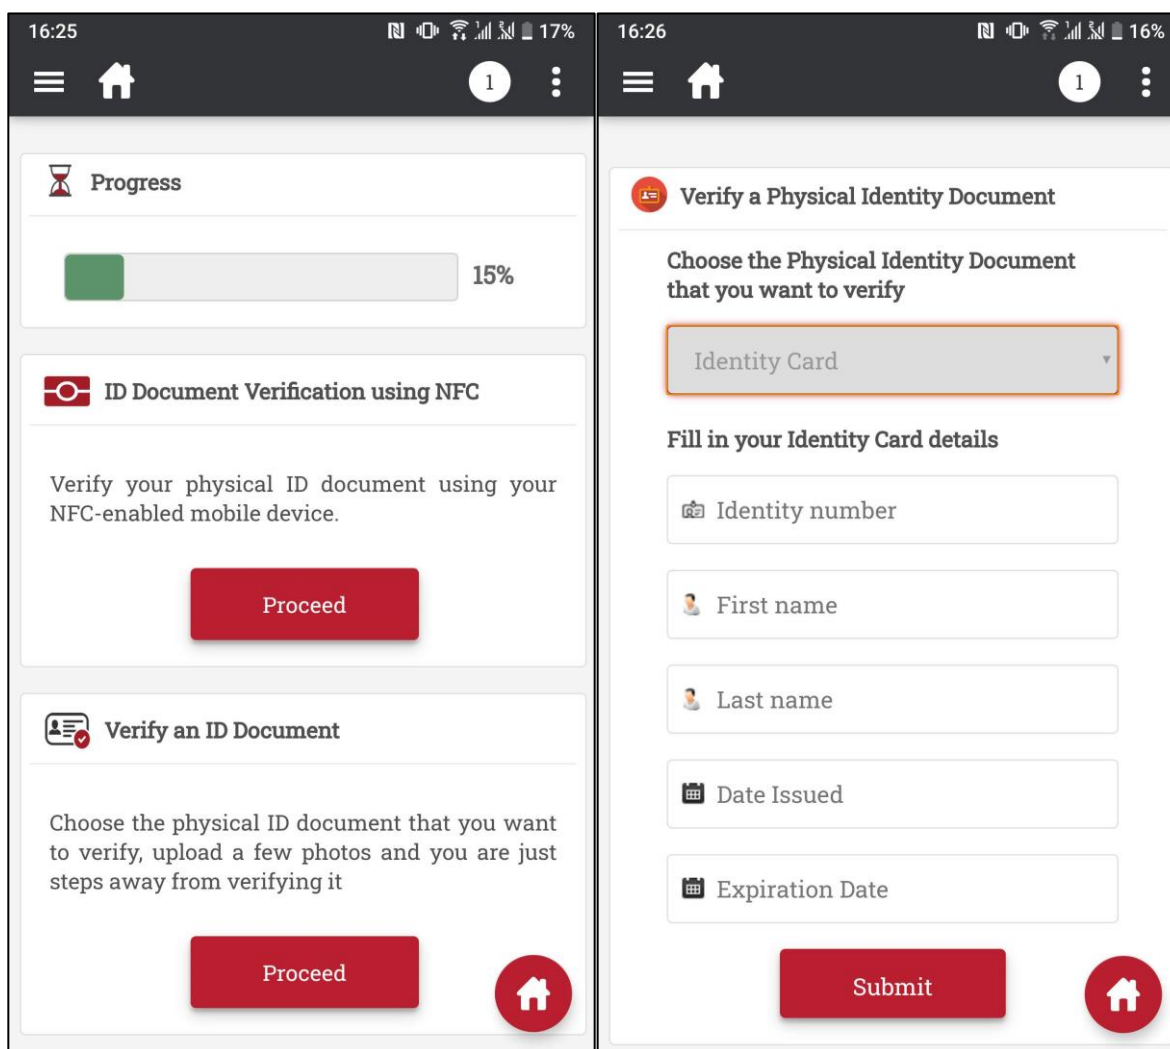 16:25
17%
1
Progress
15%
ID Document Verification using NFC
Verify your physical ID document using your
NFC-enabled mobile device.
Proceed
Verify an ID Document
Choose the physical ID document that you want
to verify, upload a few photos and you are just
steps away from verifying it
Proceed
16:26
16%
1
Verify a Physical Identity Document
Choose the Physical Identity Document
that you want to verify
Identity Card
Fill in your Identity Card details
Identity number
First name
Last name
Date Issued
Expiration Date
Submit